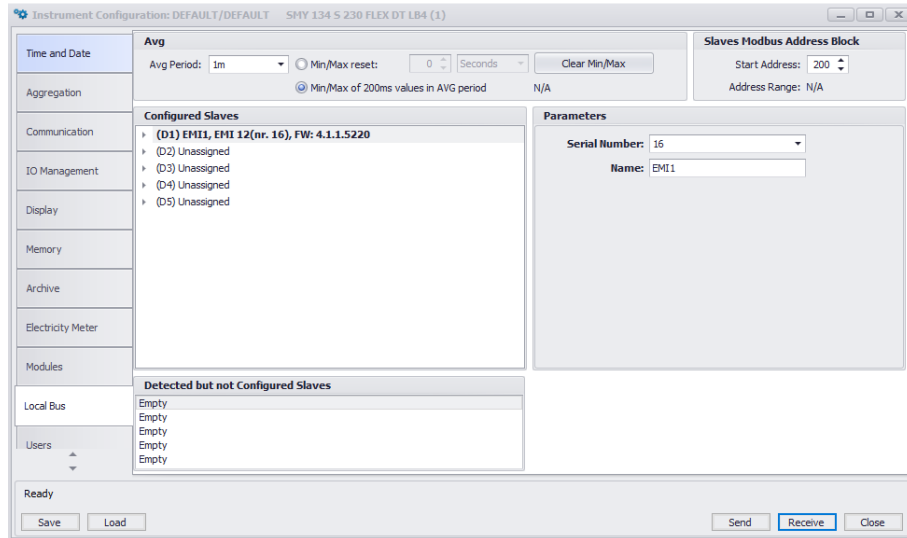 Instrument Configuration: DEFAULT/DEFAULT SMY 134 S 230 FLEX DT LB4 (1)
Time and Date
Aggregation
Communication
IO Management
Display
Memory
Archive
Electricity Meter
Modules
Local Bus
Users
Avg
Avg Period: 1m
Min/Max reset: 0 Seconds
Clear Min/Max
Min/Max of 200ms values in AVG period
N/A
Slaves Modbus Address Block
Start Address: 200
Address Range: N/A
Configured Slaves
(D1) EMI1, EMI 12(nr. 16), FW: 4.1.1.5220
(D2) Unassigned
(D3) Unassigned
(D4) Unassigned
(D5) Unassigned
Parameters
Serial Number: 16
Name: EMI1
Detected but not Configured Slaves
Empty
Empty
Empty
Empty
Empty
Ready
Save Load Send Receive Close